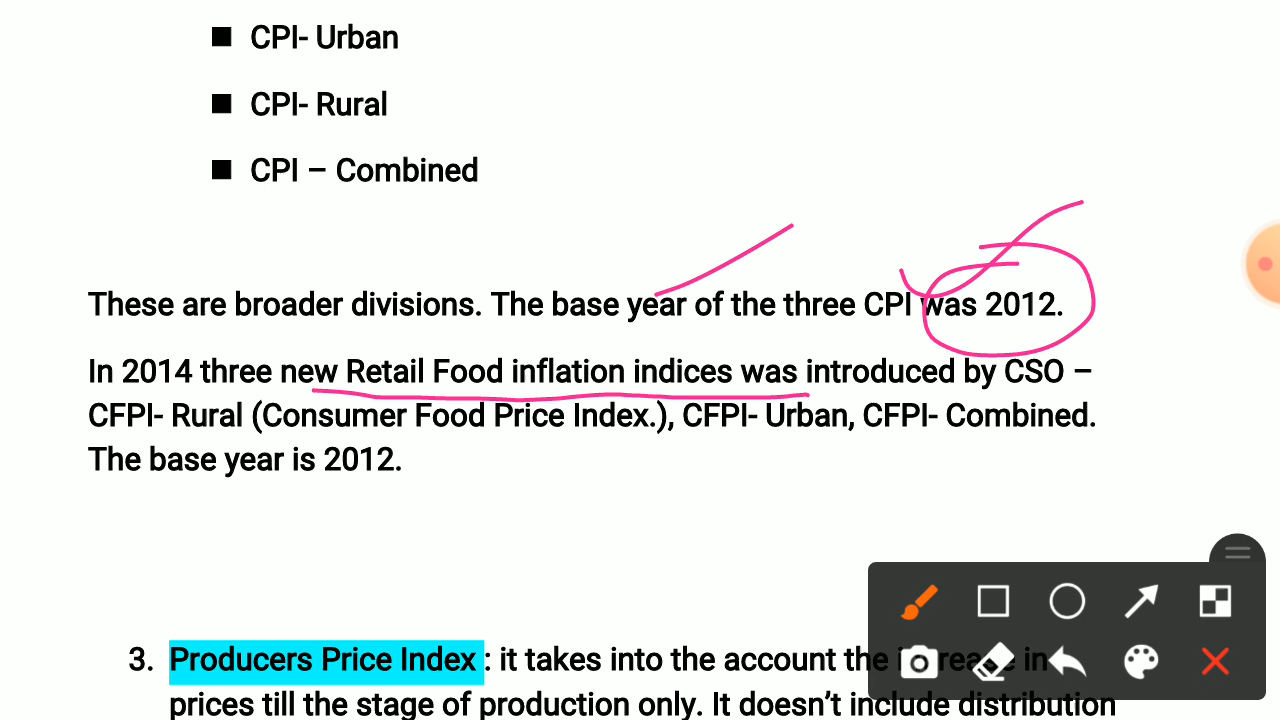 ■ CPI- Urban
■ CPI- Rural
■ CPI – Combined
These are broader divisions. The base year of the three CPI was 2012.
In 2014 three new Retail Food inflation indices was introduced by CSO –
CFPI- Rural (Consumer Food Price Index.), CFPI- Urban, CFPI- Combined.
The base year is 2012.
3. Producers Price Index : it takes into the account the increase in
prices till the stage of production only. It doesn’t include distribution